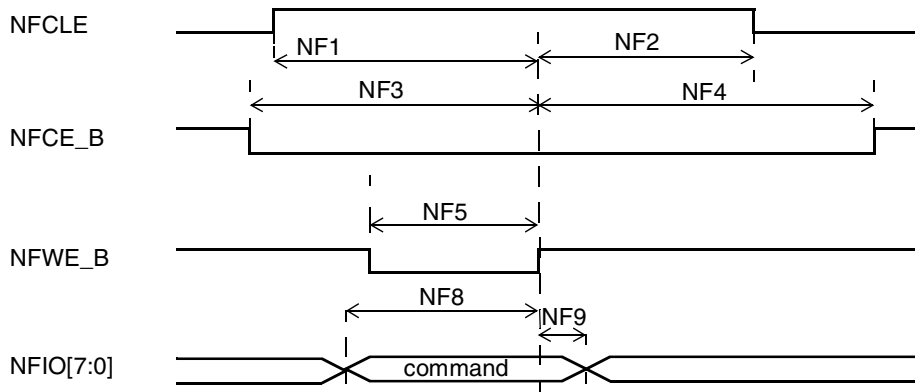 NFCLE
NF1
NF2
NF3
NF4
NFCE_B
NF5
NFWE_B
NF8
NF9
NFIO[7:0]
command